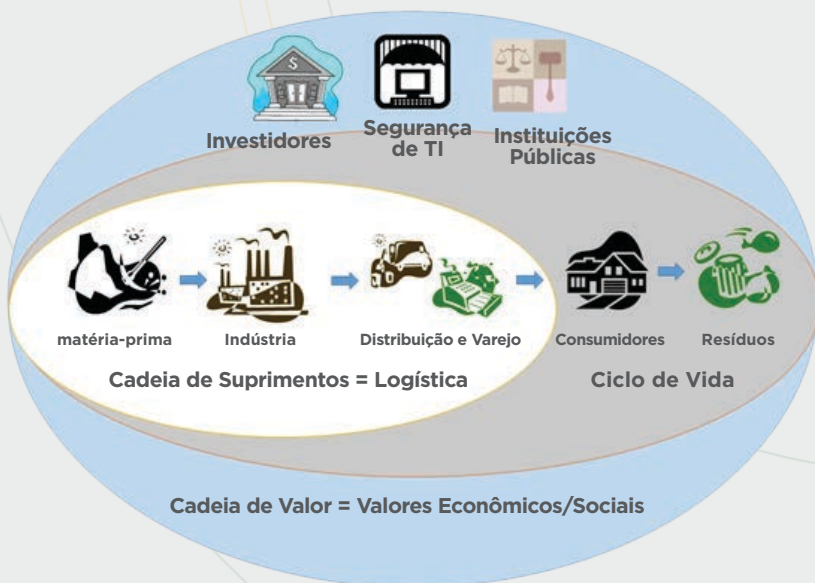 $
Investidores
Segurança
de TI
Instituições
Públicas
matéria-prima
Indústria
Distribuição e Varejo
Consumidores
Resíduos
Cadeia de Suprimentos = Logística
Ciclo de Vida
Cadeia de Valor = Valores Econômicos/Sociais